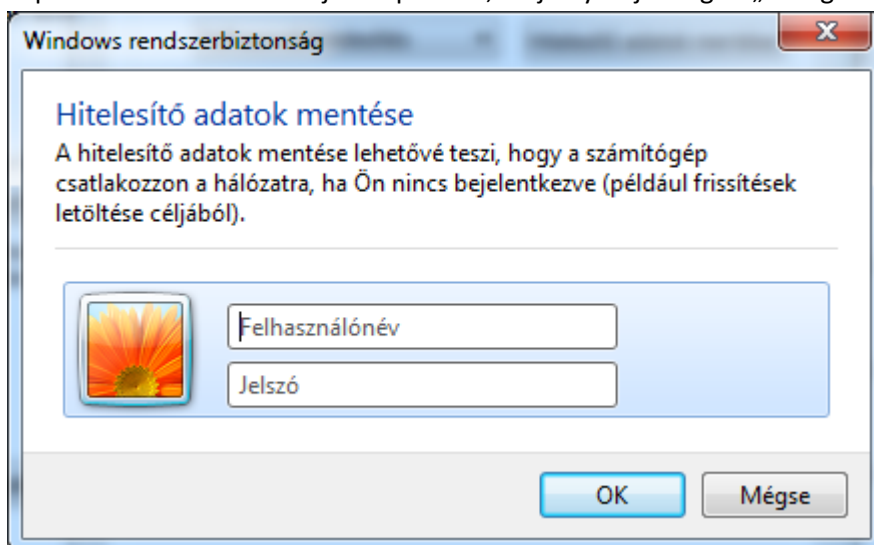 Windows rendszerbiztonság
Hitelesítő adatok mentése
A hitelesítő adatok mentése lehetővé teszi, hogy a számítógép
csatlakozzon a hálózatra, ha Ön nincs bejelentkezve (például frissítések
letöltése céljából).
Felhasználónév
Jelszó
OK Mégse